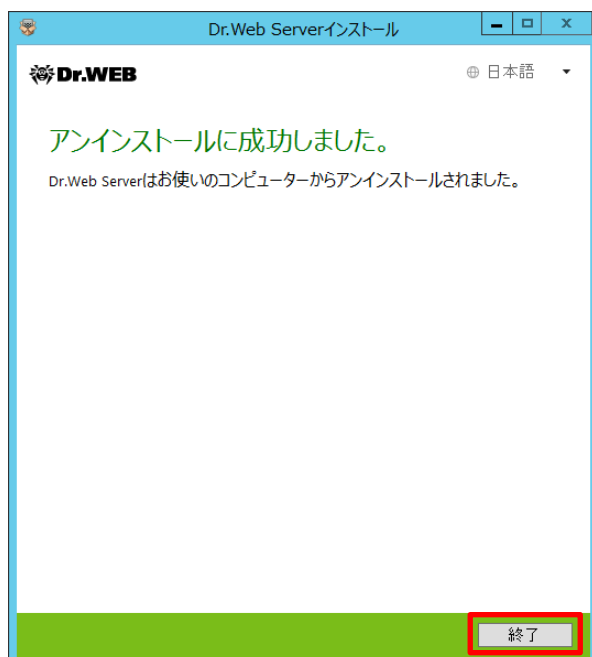 Dr.Web Serverインストール
Dr.WEB
日本語
アンインストールに成功しました。
Dr.Web Serverはお使いのコンピューターからアンインストールされました。
終了